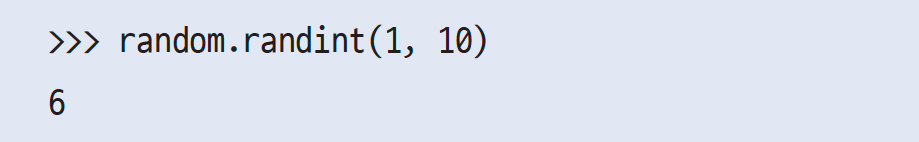 >>> random.randint(1, 10)
6